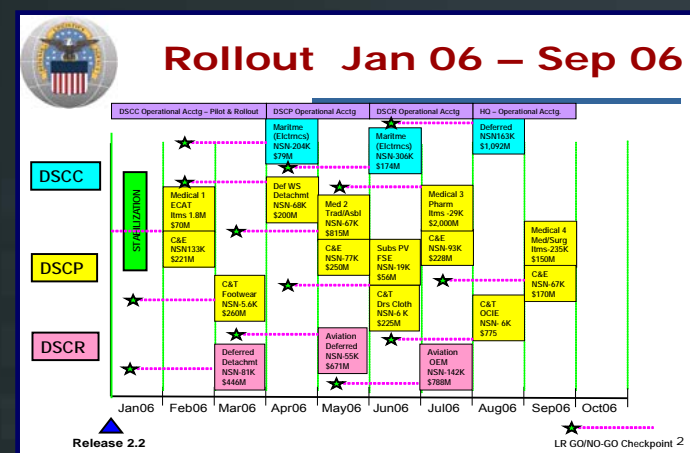 Rollout Jan 06 – Sep 06
DSCC Operational Acctg – Pilot & Rollout
DSCP Operational Acctg
DSCR Operational Acctg
HQ – Operational Acctg.
DSCC
DSCP
DSCR
STABILIZATION
Maritme
(Elctrncs)
NSN-204K
$79M
Maritme
(Elctrncs)
NSN-306K
$174M
Deferred
NSN163K
$1,092M
Medical 1
ECAT
Itms 1.8M
$70M
C&E
NSN133K
$221M
C&T
Footwear
NSN-5.6K
$260M
Def WS
Detachmt
NSN-68K
$200M
Med 2
Trad/Asbl
NSN-67K
$815M
C&E
NSN-77K
$250M
Subs PV
FSE
NSN-19K
$56M
C&T
Drs Cloth
NSN-6 K
$225M
Medical 3
Pharm
Itms -29K
$2,000M
C&E
NSN-93K
$228M
C&T
OCIE
NSN- 6K
$775
Medical 4
Med/Surg
Itms-235K
$150M
C&E
NSN-67K
$170M
Deferred
Detachmt
NSN-81K
$446M
Aviation
Deferred
NSN-55K
$671M
Aviation
OEM
NSN-142K
$788M
Jan06 Feb06 Mar06 Apr06 May06 Jun06 Jul06 Aug06 Sep06 Oct06
Release 2.2
LR GO/NO-GO Checkpoint 2